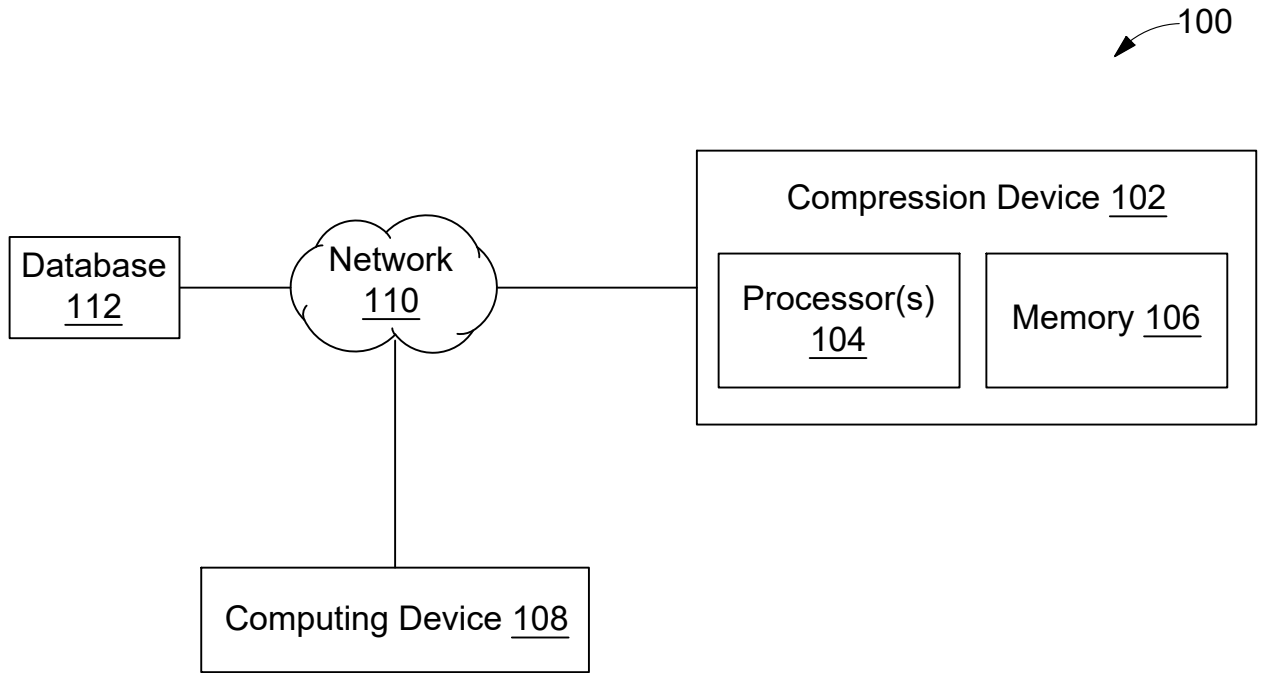 100
Compression Device 102
Database
112
Network
110
Processor(s)
104
Memory 106
Computing Device 108